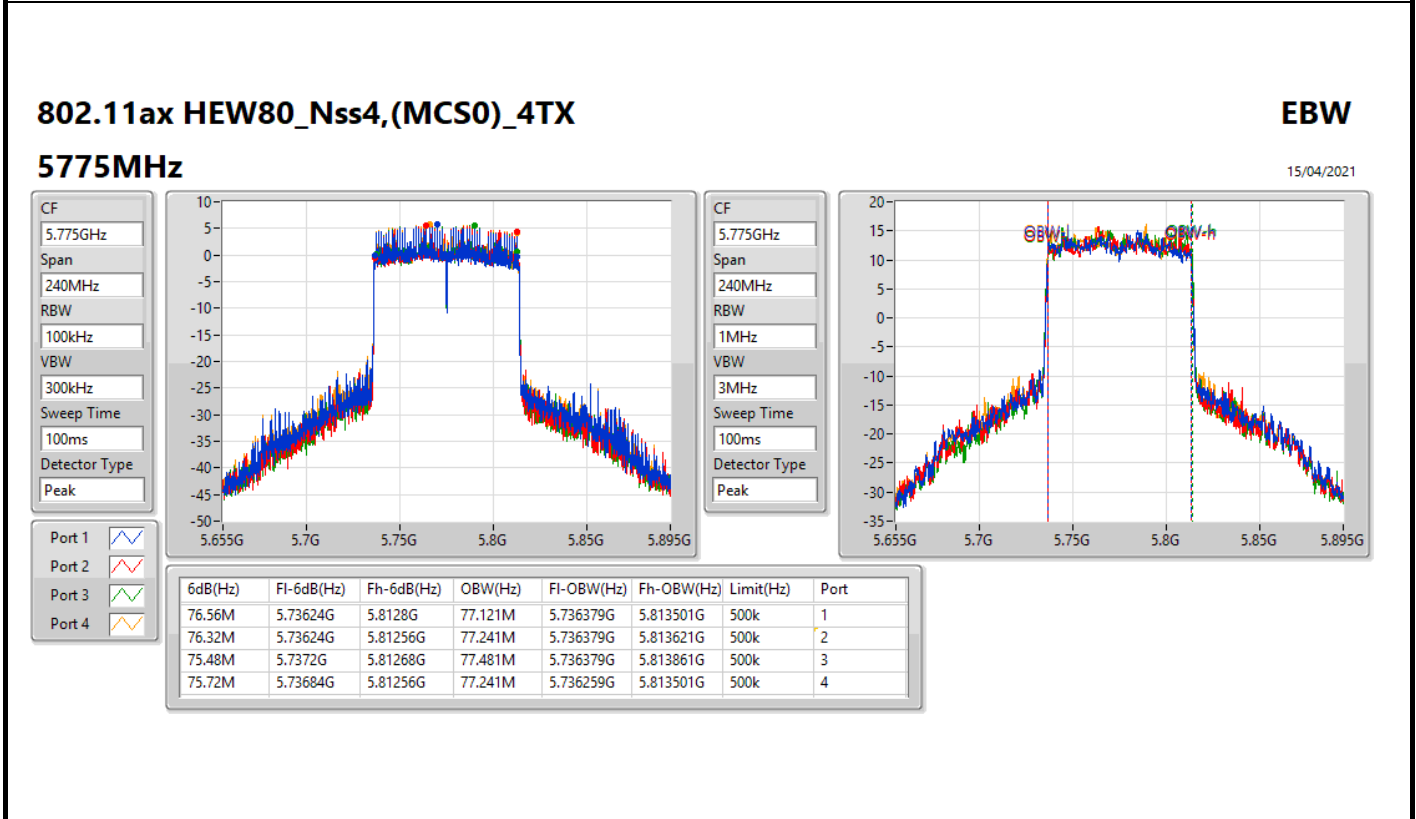 802.11ax HEW80_Nss4,(MCS0)_4TX
EBW
5775MHz
15/04/2021
CF
5.775GHz
Span
240MHz
RBW
100kHz
VBW
300kHz
Sweep Time
100ms
Detector Type
Peak
10
5
0
-5
-10
-15
-20
-25
-30
-35
-40
-45
-50
5.655G 5.7G 5.75G 5.8G 5.85G 5.895G
CF
5.775GHz
Span
240MHz
RBW
1MHz
VBW
3MHz
Sweep Time
100ms
Detector Type
Peak
20
15
10
5
0
-5
-10
-15
-20
-25
-30
-35
OBW-l OBW-h
5.655G 5.7G 5.75G 5.8G 5.85G 5.895G
Port 1
Port 2
Port 3
Port 4
6dB(Hz) Fl-6dB(Hz) Fh-6dB(Hz) OBW(Hz) Fl-OBW(Hz) Fh-OBW(Hz) Limit(Hz) Port
76.56M 5.73624G 5.8128G 77.121M 5.736379G 5.813501G 500k 1
76.32M 5.73624G 5.81256G 77.241M 5.736379G 5.813621G 500k 2
75.48M 5.7372G 5.81268G 77.481M 5.736379G 5.813861G 500k 3
75.72M 5.73684G 5.81256G 77.241M 5.736259G 5.813501G 500k 4